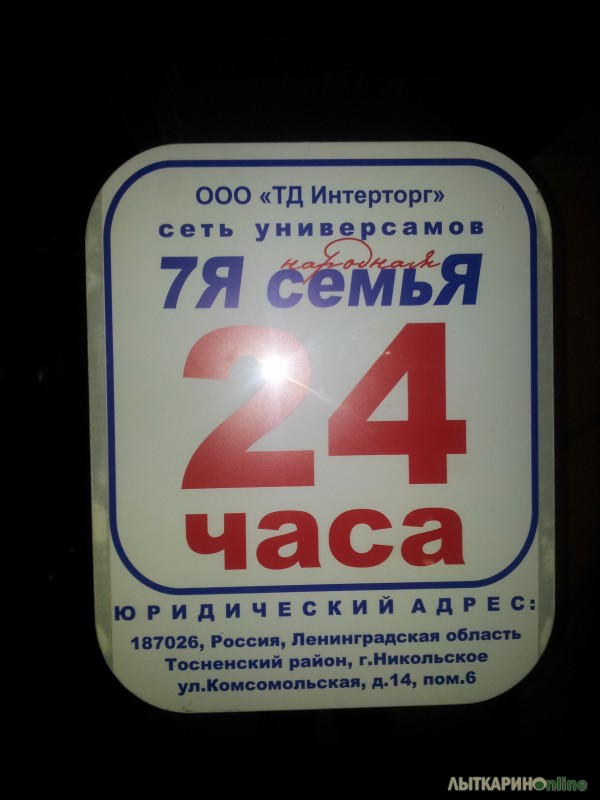 ООО «ТД Интерторг»
сеть универсамов
народная
7Я семьЯ
24
часа
ЮРИДИЧЕСКИЙ АДРЕС:
187026, Россия, Ленинградская область
Тосненский район, г.Никольское
ул.Комсомольская, д.14, пом.6
ЛЫТКАРИНОonline